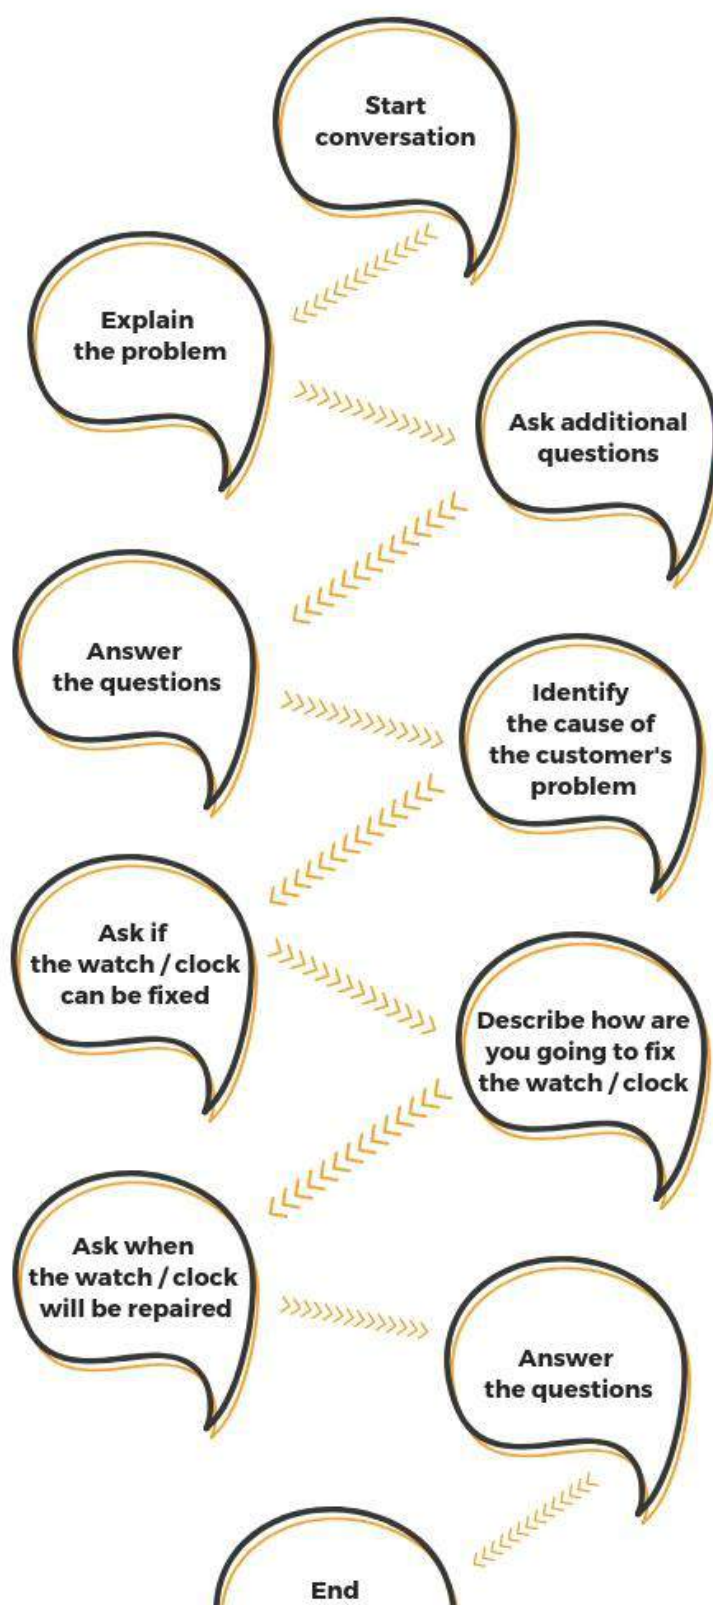 Start
conversation
Explain
the problem
Ask additional
questions
Answer
the questions
Identify
the cause of
the customer's
problem
Ask if
the watch / clock
can be fixed
Describe how are
you going to fix
the watch / clock
Ask when
the watch / clock
will be repaired
Answer
the questions
End